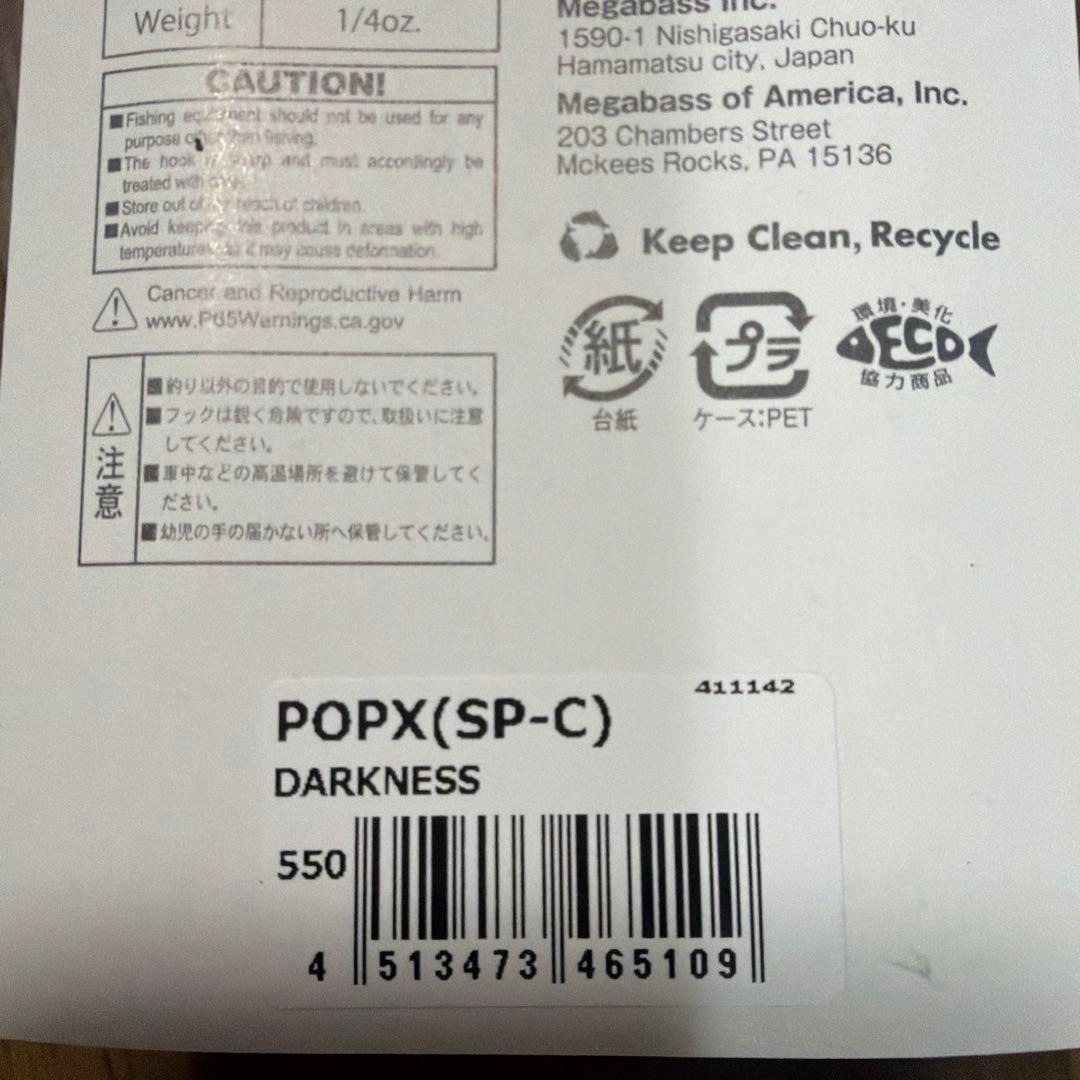 Weight 1/4oz.
CAUTION!
■Fishing equipment should not be used for any
purpose other than fishing.
■The hook is sharp and must accordingly be
treated with care.
■Store out of the reach of children.
■Avoid keeping this product in areas with high
temperatures as it may cause deformation.
Cancer and Reproductive Harm
www.P65Warnings.ca.gov
注意
■釣り以外の目的で使用しないでください。
■フックは鋭く危険ですので、取扱いに注意
してください。
■車中などの高温場所を避けて保管してく
ださい。
■幼児の手の届かない所へ保管してください。
Megabass Inc.
1590-1 Nishigasaki Chuo-ku
Hamamatsu city, Japan
Megabass of America, Inc.
203 Chambers Street
Mckees Rocks, PA 15136
Keep Clean, Recycle
紙
台紙
プラ
ケース:PET
環境・美化
ECO
協力商品
411142
POPX(SP-C)
DARKNESS
550
4 513473 465109